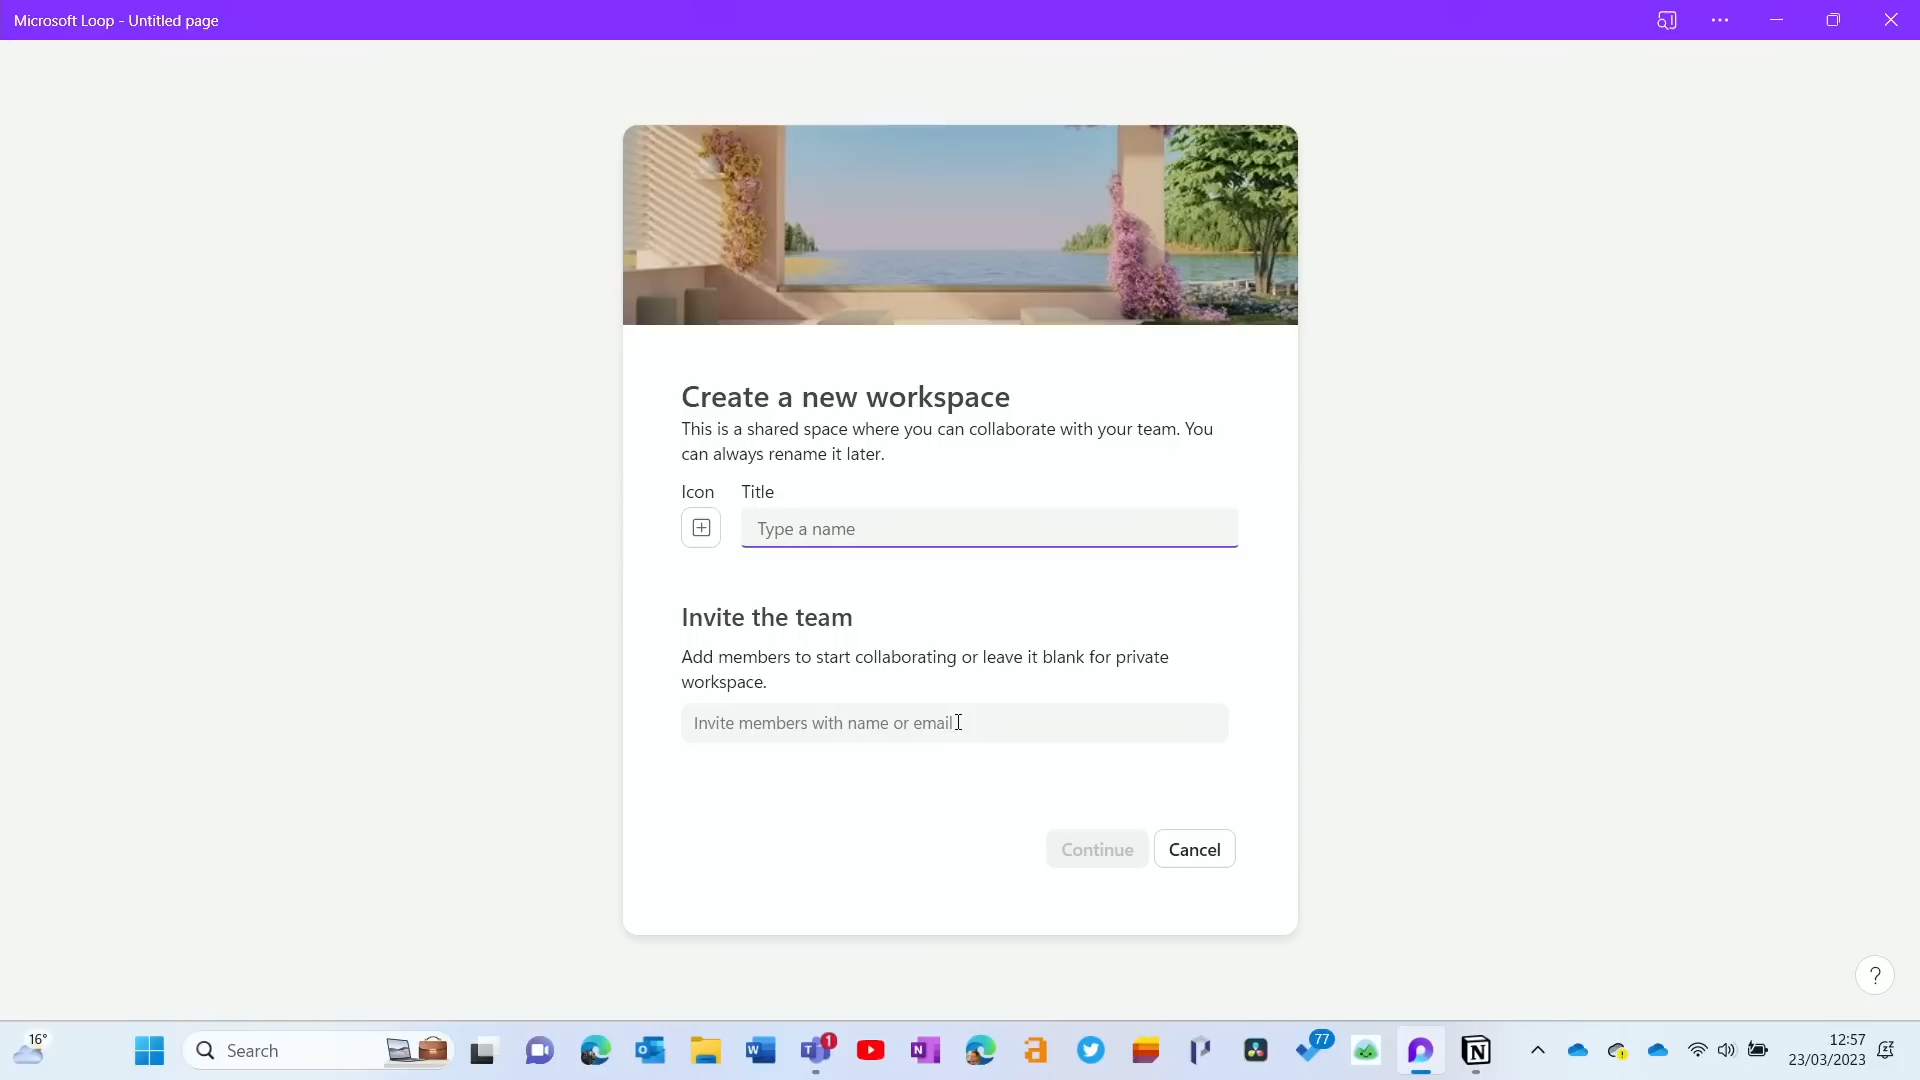 Microsoft Loop - Untitled page
Create a new workspace
This is a shared space where you can collaborate with your team. You
can always rename it later.
Icon Title
Type a name
Invite the team
Add members to start collaborating or leave it blank for private
workspace.
Invite members with name or email
Continue Cancel
?
16°
Search
1
77
12:57
23/03/2023